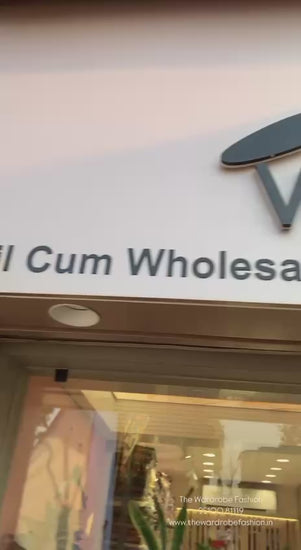 W
il Cum Wholesa
The Wardrobe Fashion
www.thewardrobefashion.in